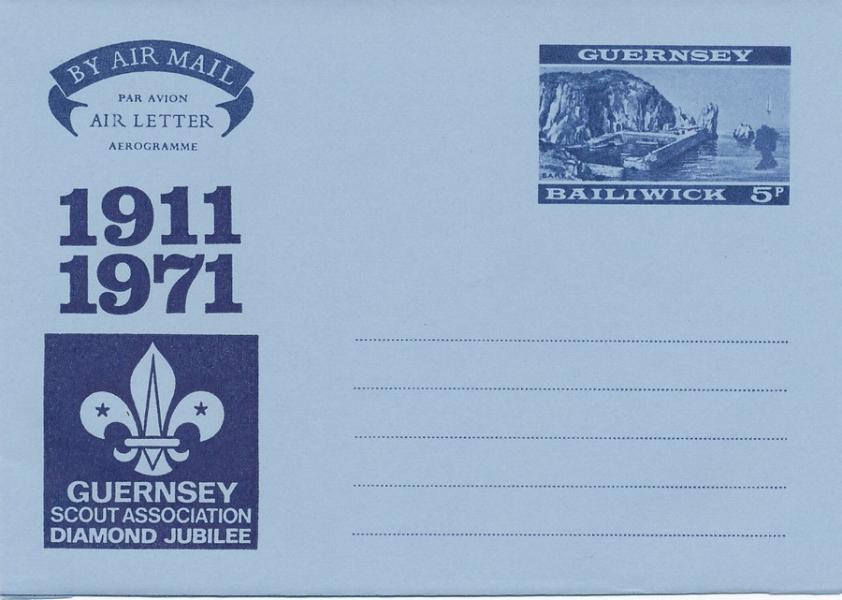 BY AIR MAIL
PAR AVION
AIR LETTER
AEROGRAMME
GUERNSEY
SARK
BAILIWICK 5P
1911
1971
GUERNSEY
SCOUT ASSOCIATION
DIAMOND JUBILEE